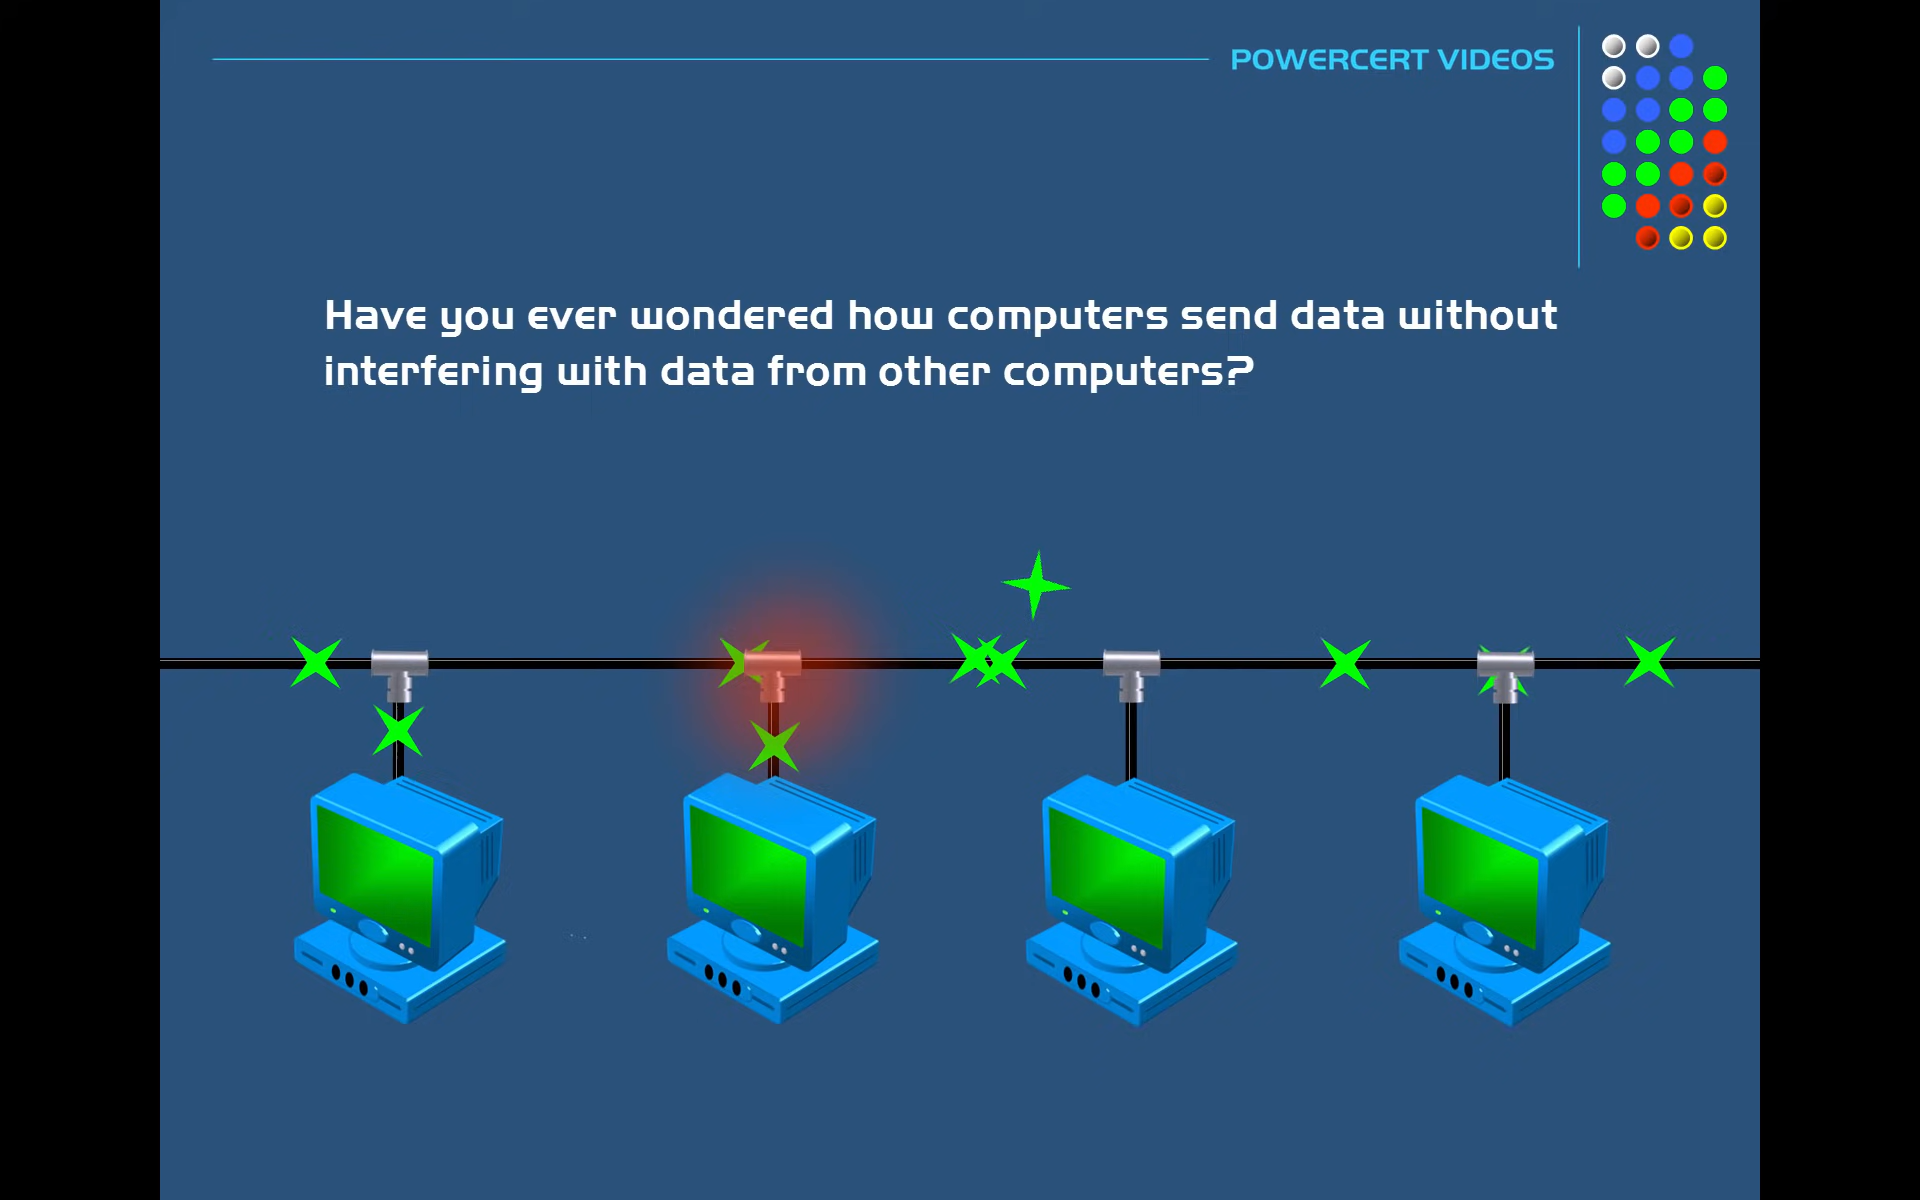 POWERCERT VIDEOS
Have you ever wondered how computers send data without
interfering with data from other computers?